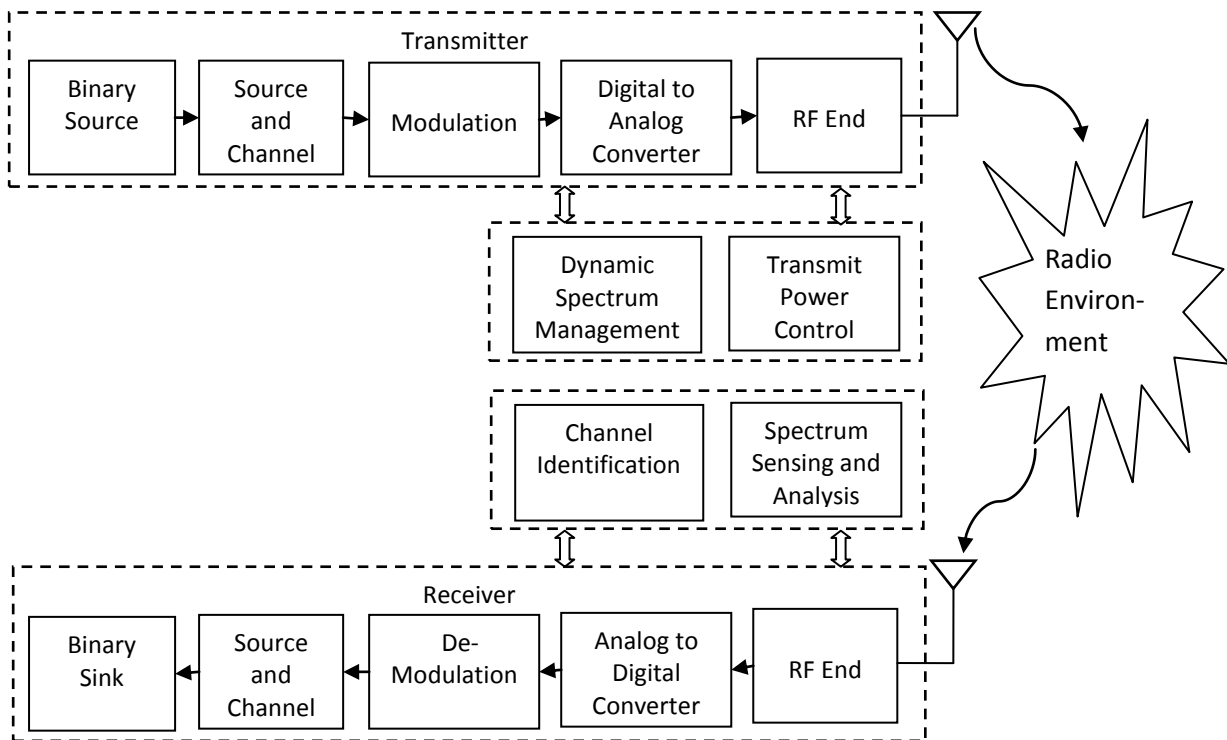 Transmitter
Binary
Source
Source
and
Channel
Modulation
Digital to
Analog
Converter
RF End
Dynamic
Spectrum
Management
Transmit
Power
Control
Radio
Environ-
ment
Channel
Identification
Spectrum
Sensing and
Analysis
Receiver
Binary
Sink
Source
and
Channel
De-
Modulation
Analog to
Digital
Converter
RF End